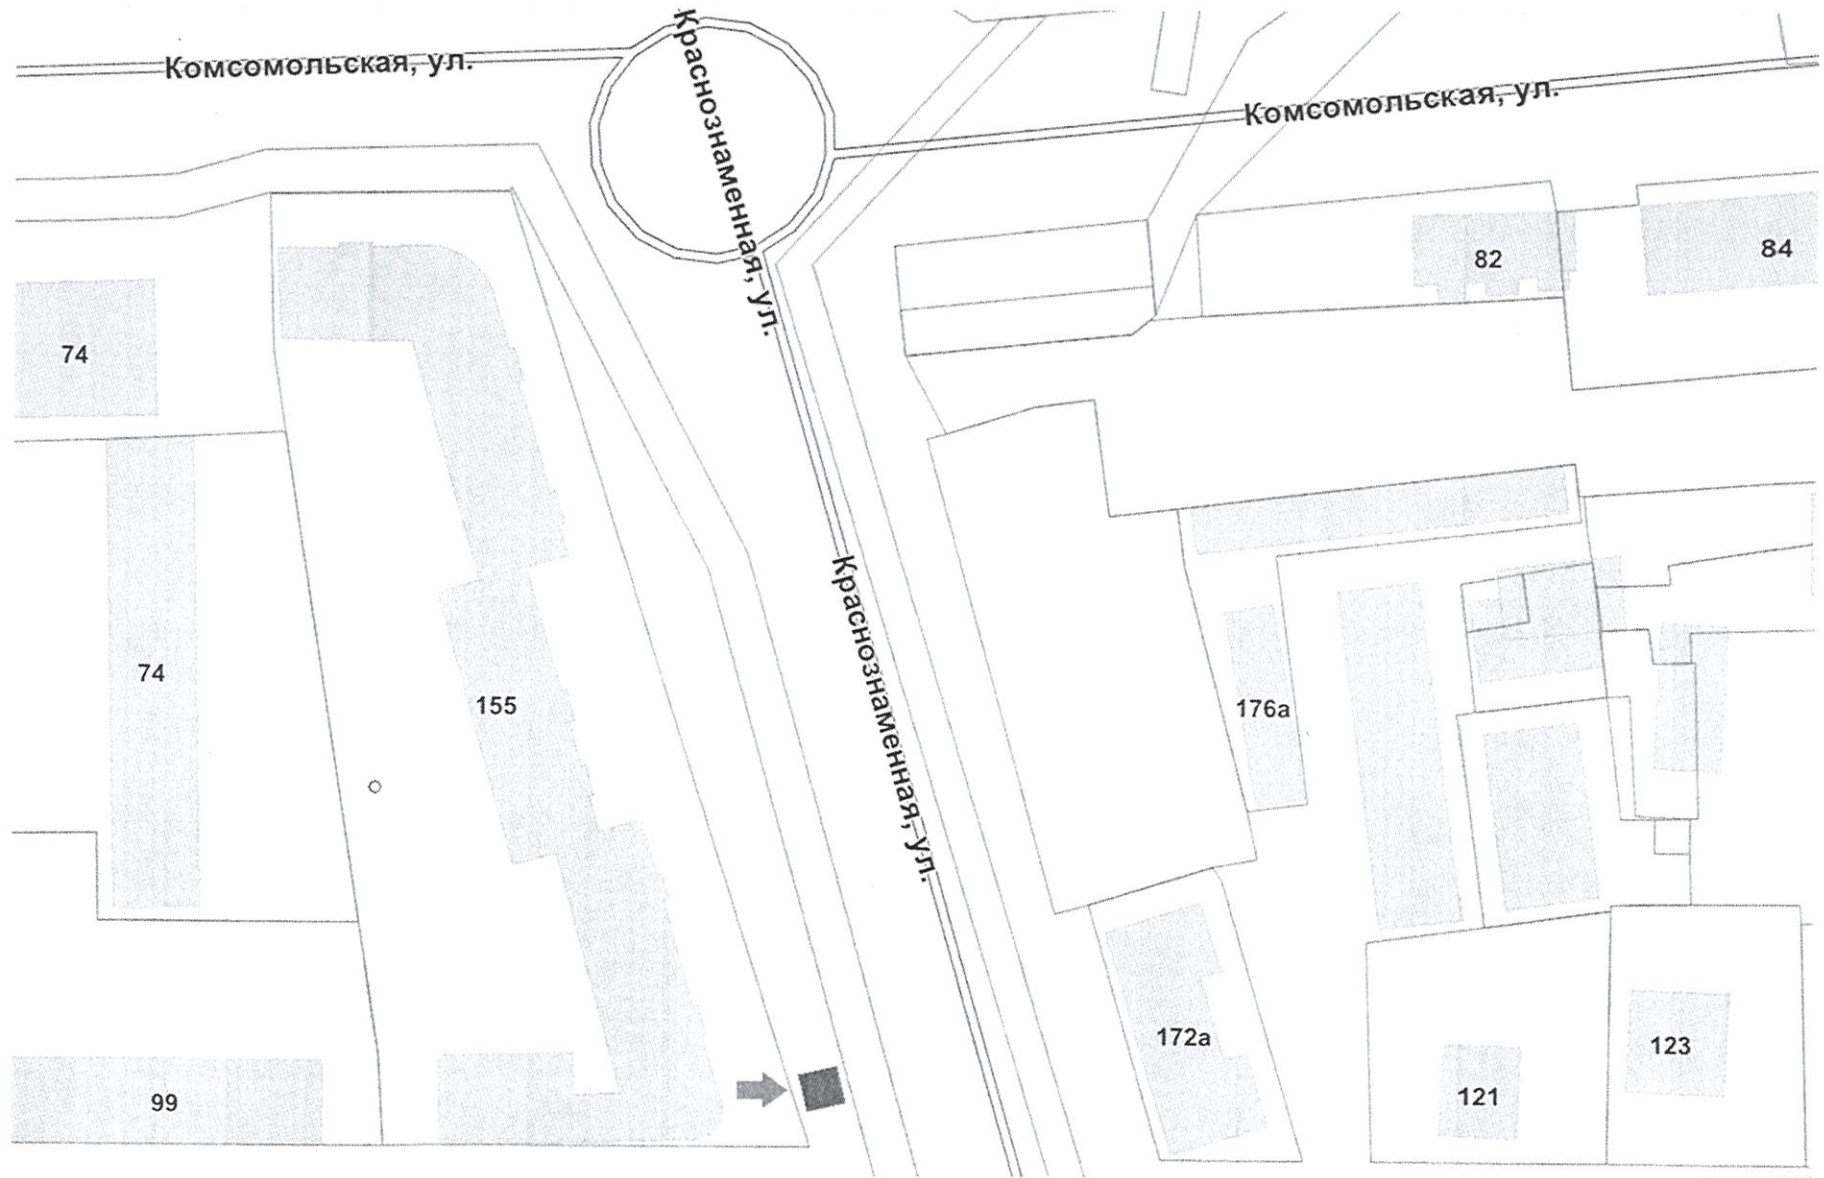 Комсомольская, ул.
Краснознаменная, ул.
Комсомольская, ул.
82
84
74
74
155
Краснознаменная, ул.
176а
172а
99
121
123